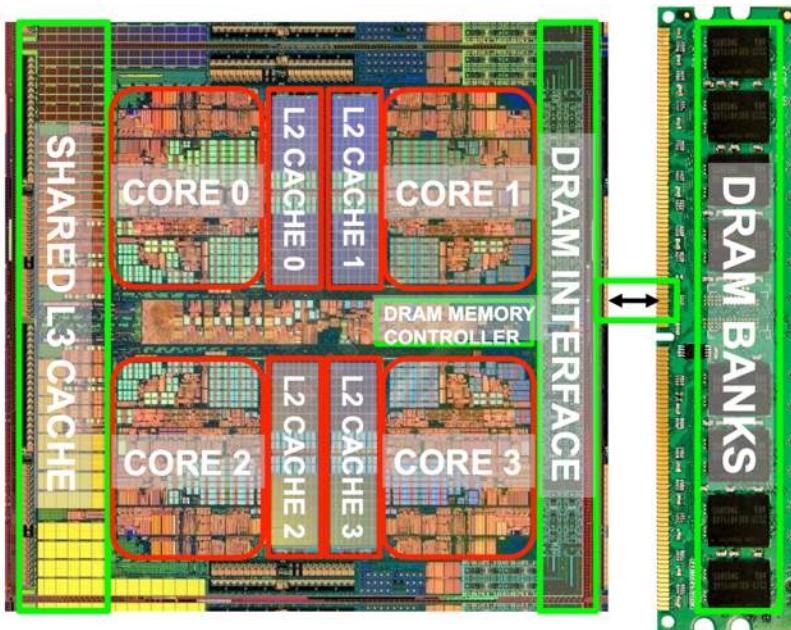 SHARED L3 CACHE
CORE 0
L2 CACHE 0
L2 CACHE 1
CORE 1
DRAM INTERFACE
DRAM MEMORY
CONTROLLER
CORE 2
L2 CACHE 2
L2 CACHE 3
CORE 3
DRAM BANKS